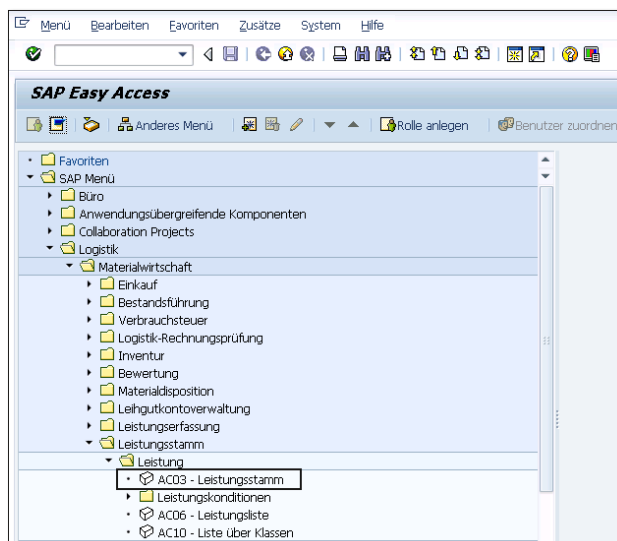 Menü Bearbeiten Favoriten Zusätze System Hilfe
SAP Easy Access
Anderes Menü Rolle anlegen Benutzer zuordnen
Favoriten
SAP Menü
Büro
Anwendungsübergreifende Komponenten
Collaboration Projects
Logistik
Materialwirtschaft
Einkauf
Bestandsführung
Verbrauchsteuer
Logistik-Rechnungsprüfung
Inventur
Bewertung
Materialdisposition
Leihgutkontoverwaltung
Leistungserfassung
Leistungsstamm
Leistung
AC03 - Leistungsstamm
Leistungskonditionen
AC06 - Leistungsliste
AC10 - Liste über Klassen